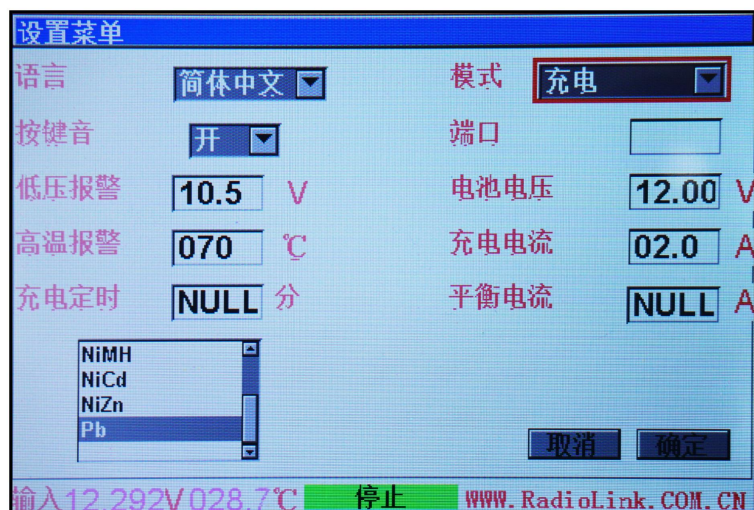 设置菜单
语言 简体中文 模式 充电
按键音 开 端口
低压报警 10.5 V 电池电压 12.00 V
高温报警 070 ℃ 充电电流 02.0 A
充电定时 NULL 分 平衡电流 NULL A
NiMH
NiCd
NiZn
Pb
取消 确定
输入12.292V 028.7℃ 停止 WWW.RadioLink.COM.CN